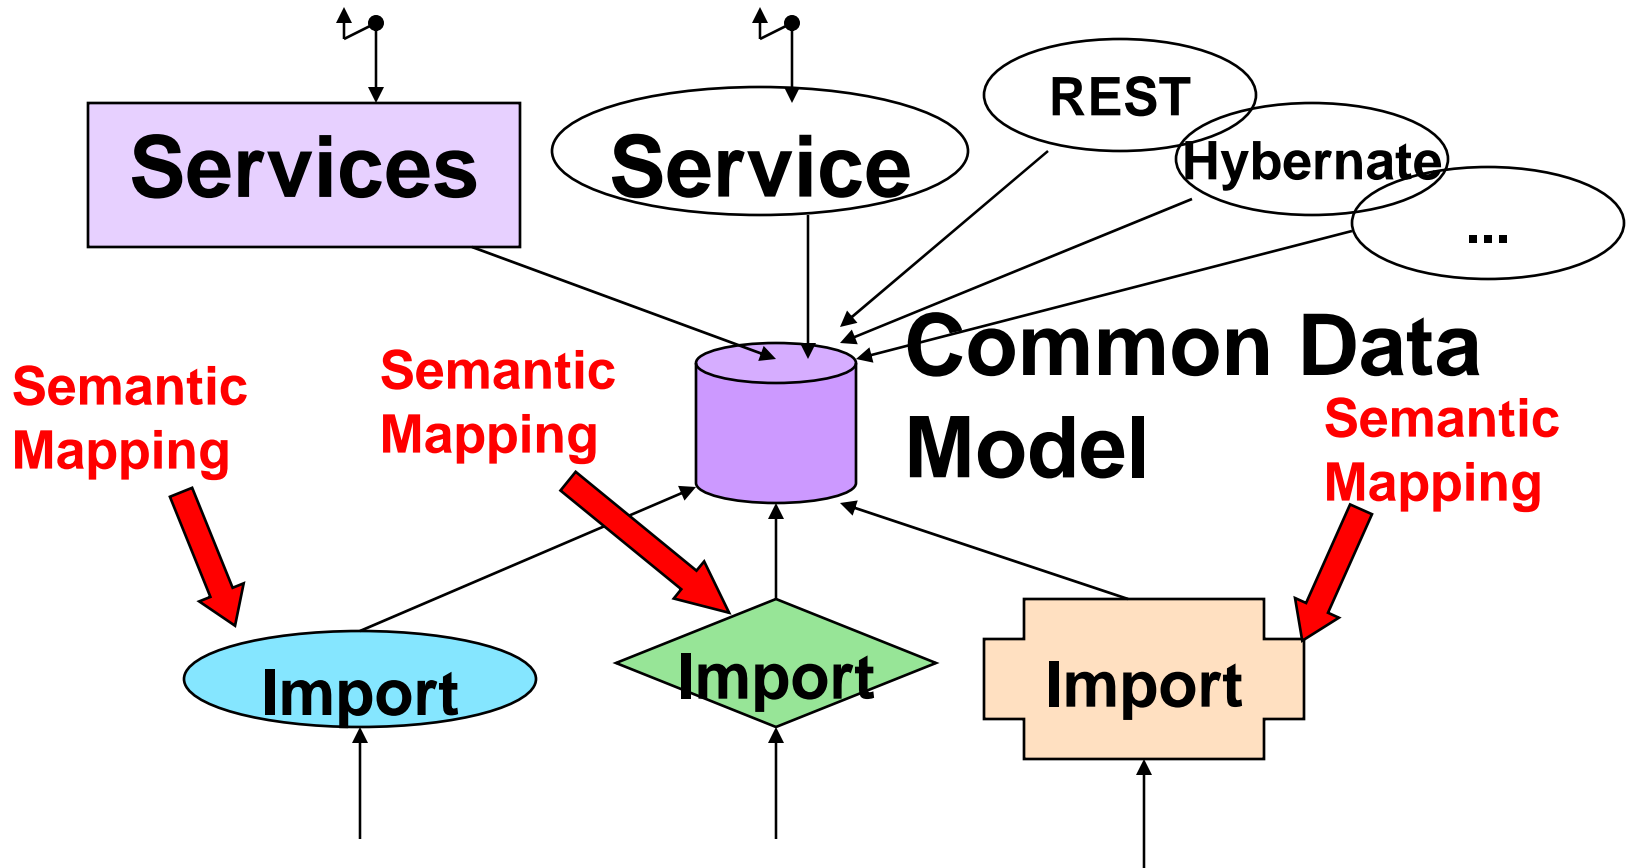 REST
Hybernate
Services
Service
...
Common Data
Model
Semantic
Mapping
Semantic
Mapping
Semantic
Mapping
Import
Import
Import